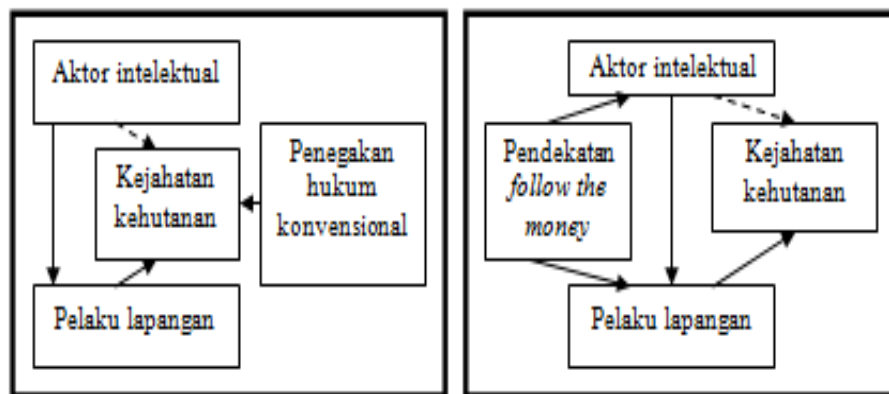 Aktor intelektual
Kejahatan
kehutanan
Penegakan
hukum
konvensional
Pelaku lapangan
Aktor intelektual
Pendekatan
follow the
money
Kejahatan
kehutanan
Pelaku lapangan